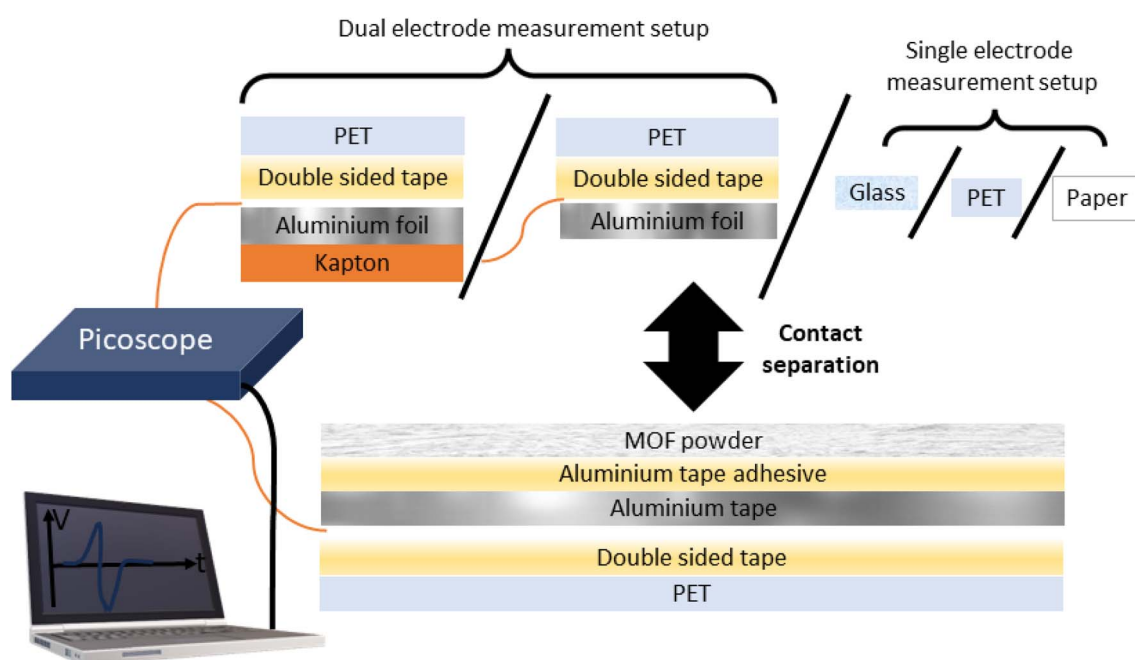 Dual electrode measurement setup
Single electrode
measurement setup
PET
Double sided tape
Aluminium foil
Kapton
PET
Double sided tape
Aluminium foil
Glass
PET
Paper
Picoscope
Contact
separation
MOF powder
Aluminium tape adhesive
Aluminium tape
Double sided tape
PET
V
t